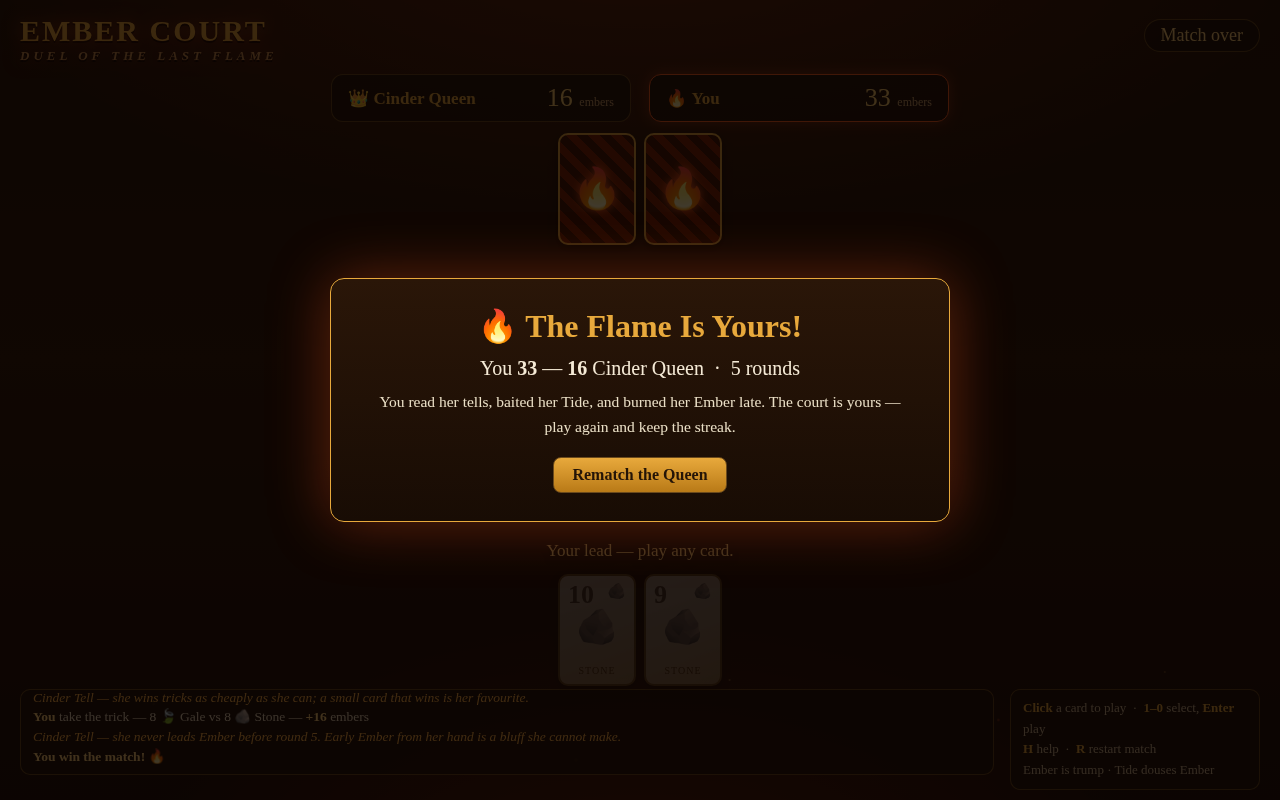 EMBER COURT
DUEL OF THE LAST FLAME
Match over
👑 Cinder Queen 16 embers
🔥 You 33 embers
🔥 The Flame Is Yours!
You 33 — 16 Cinder Queen · 5 rounds
You read her tells, baited her Tide, and burned her Ember late. The court is yours —
play again and keep the streak.
Rematch the Queen
Your lead — play any card.
10
STONE
9
STONE
Cinder Tell — she wins tricks as cheaply as she can; a small card that wins is her favourite.
You take the trick — 8 🍃 Gale vs 8 🪨 Stone — +16 embers
Cinder Tell — she never leads Ember before round 5. Early Ember from her hand is a bluff she cannot make.
You win the match! 🔥
Click a card to play · 1–0 select, Enter
play
H help · R restart match
Ember is trump · Tide douses Ember